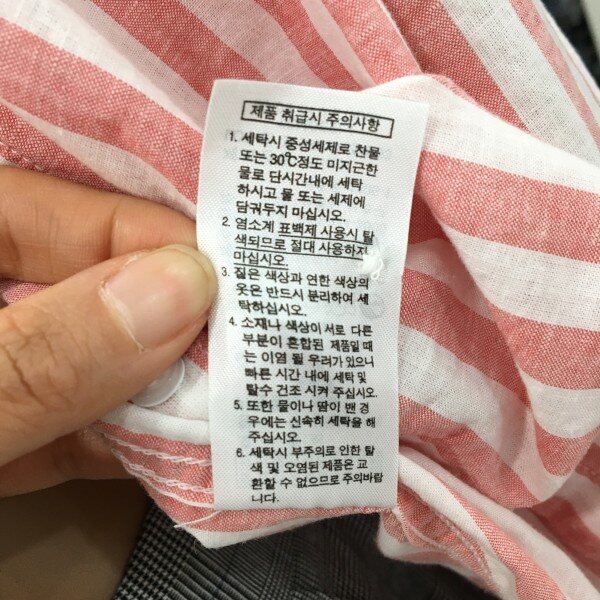 제품 취급시 주의사항
1. 세탁시 중성세제로 찬물
또는 30℃정도 미지근한
물로 단시간내에 세탁
하시고 물 또는 세제에
담궈두지 마십시오.
2. 염소계 표백제 사용시 탈
색되므로 절대 사용하지
마십시오.
3. 짙은 색상과 연한 색상의
옷은 반드시 분리하여 세
탁하십시오.
4. 소재나 색상이 서로 다른
부분이 혼합된 제품일 때
는 이염 될 우려가 있으니
빠른 시간 내에 세탁 및
탈수 건조 시켜 주십시오.
5. 또한 물이나 땀이 밴 경
우에는 신속히 세탁을 해
주십시오.
6. 세탁시 부주의로 인한 탈
색 및 오염된 제품은 교
환할 수 없으므로 주의바랍
니다.